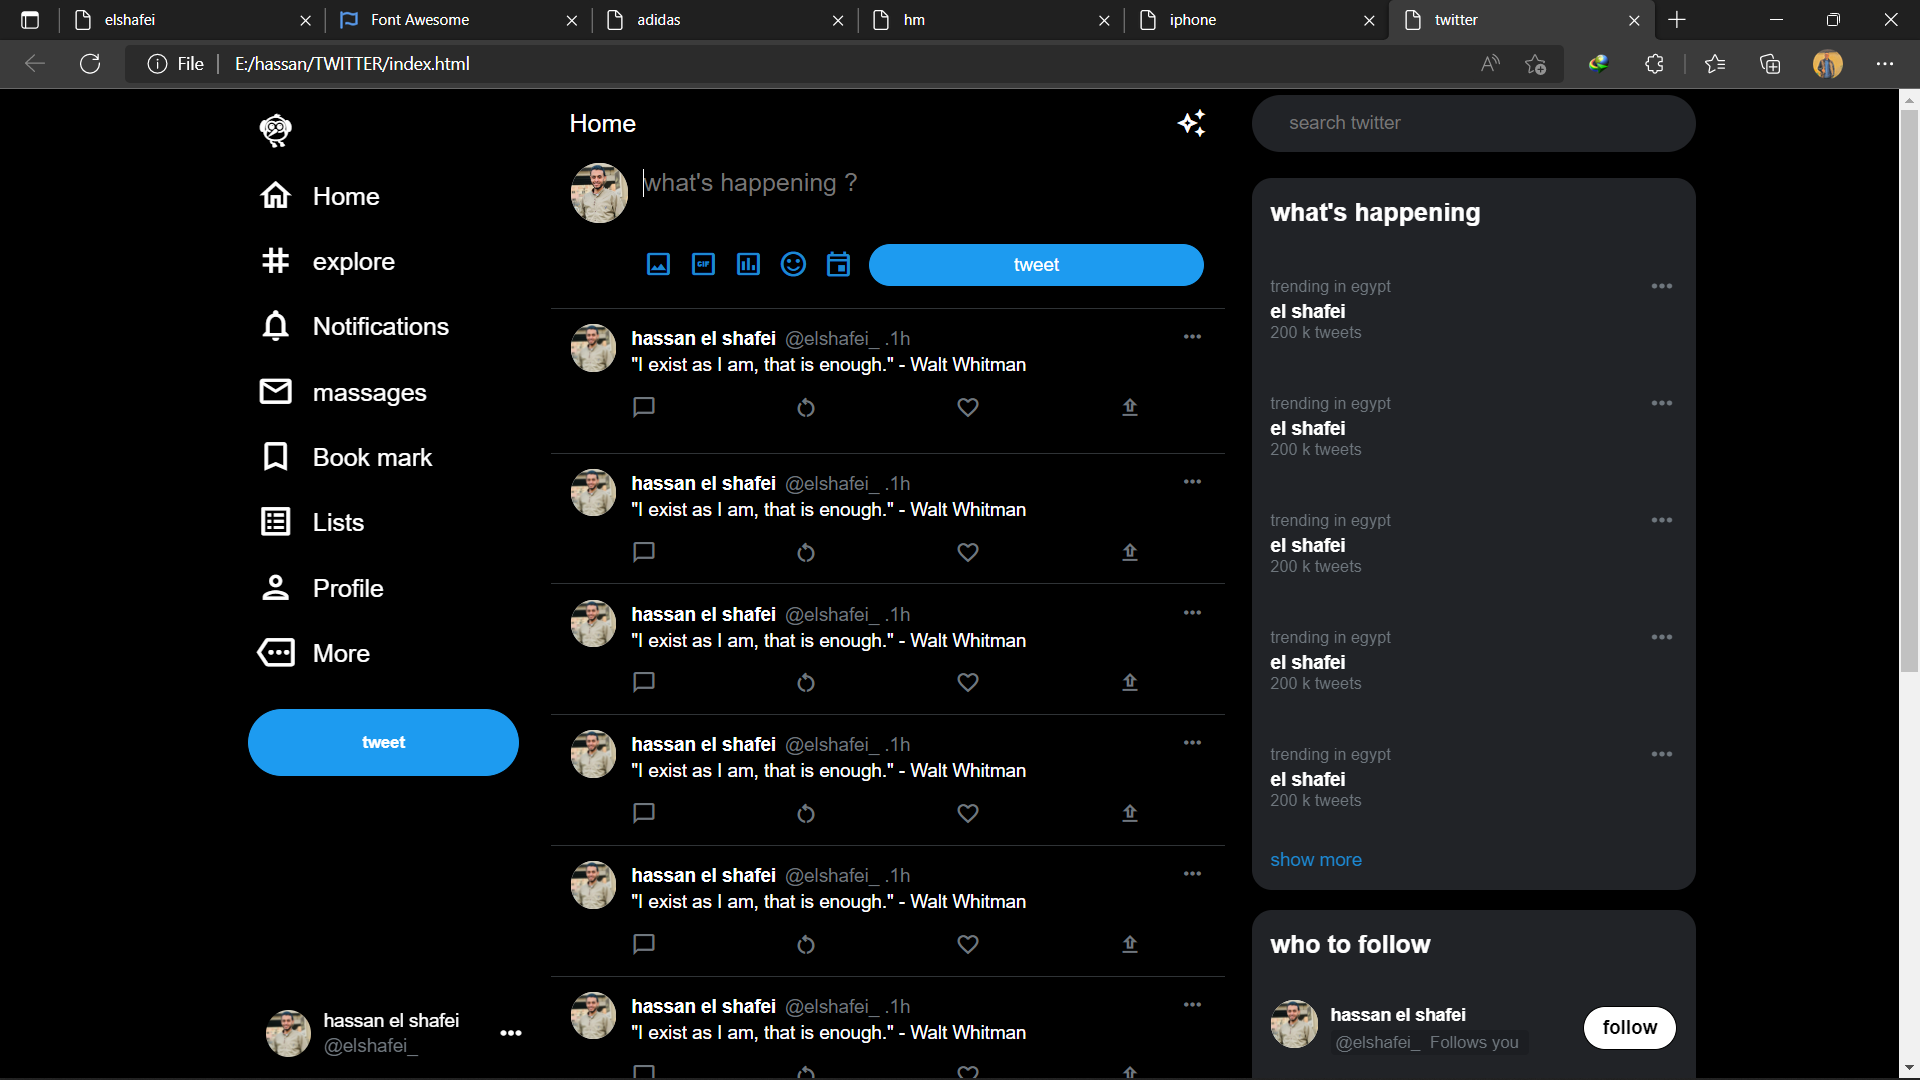 elshafei
Font Awesome
adidas
hm
iphone
twitter
File
E:/hassan/TWITTER/index.html
Home
explore
Notifications
massages
Book mark
Lists
Profile
More
tweet
hassan el shafei
@elshafei_
Home
what's happening ?
GIF
tweet
hassan el shafei @elshafei_ .1h
"I exist as I am, that is enough." - Walt Whitman
hassan el shafei @elshafei_ .1h
"I exist as I am, that is enough." - Walt Whitman
hassan el shafei @elshafei_ .1h
"I exist as I am, that is enough." - Walt Whitman
hassan el shafei @elshafei_ .1h
"I exist as I am, that is enough." - Walt Whitman
hassan el shafei @elshafei_ .1h
"I exist as I am, that is enough." - Walt Whitman
hassan el shafei @elshafei_ .1h
"I exist as I am, that is enough." - Walt Whitman
search twitter
what's happening
trending in egypt
el shafei
200 k tweets
trending in egypt
el shafei
200 k tweets
trending in egypt
el shafei
200 k tweets
trending in egypt
el shafei
200 k tweets
trending in egypt
el shafei
200 k tweets
show more
who to follow
hassan el shafei
@elshafei_ Follows you
follow